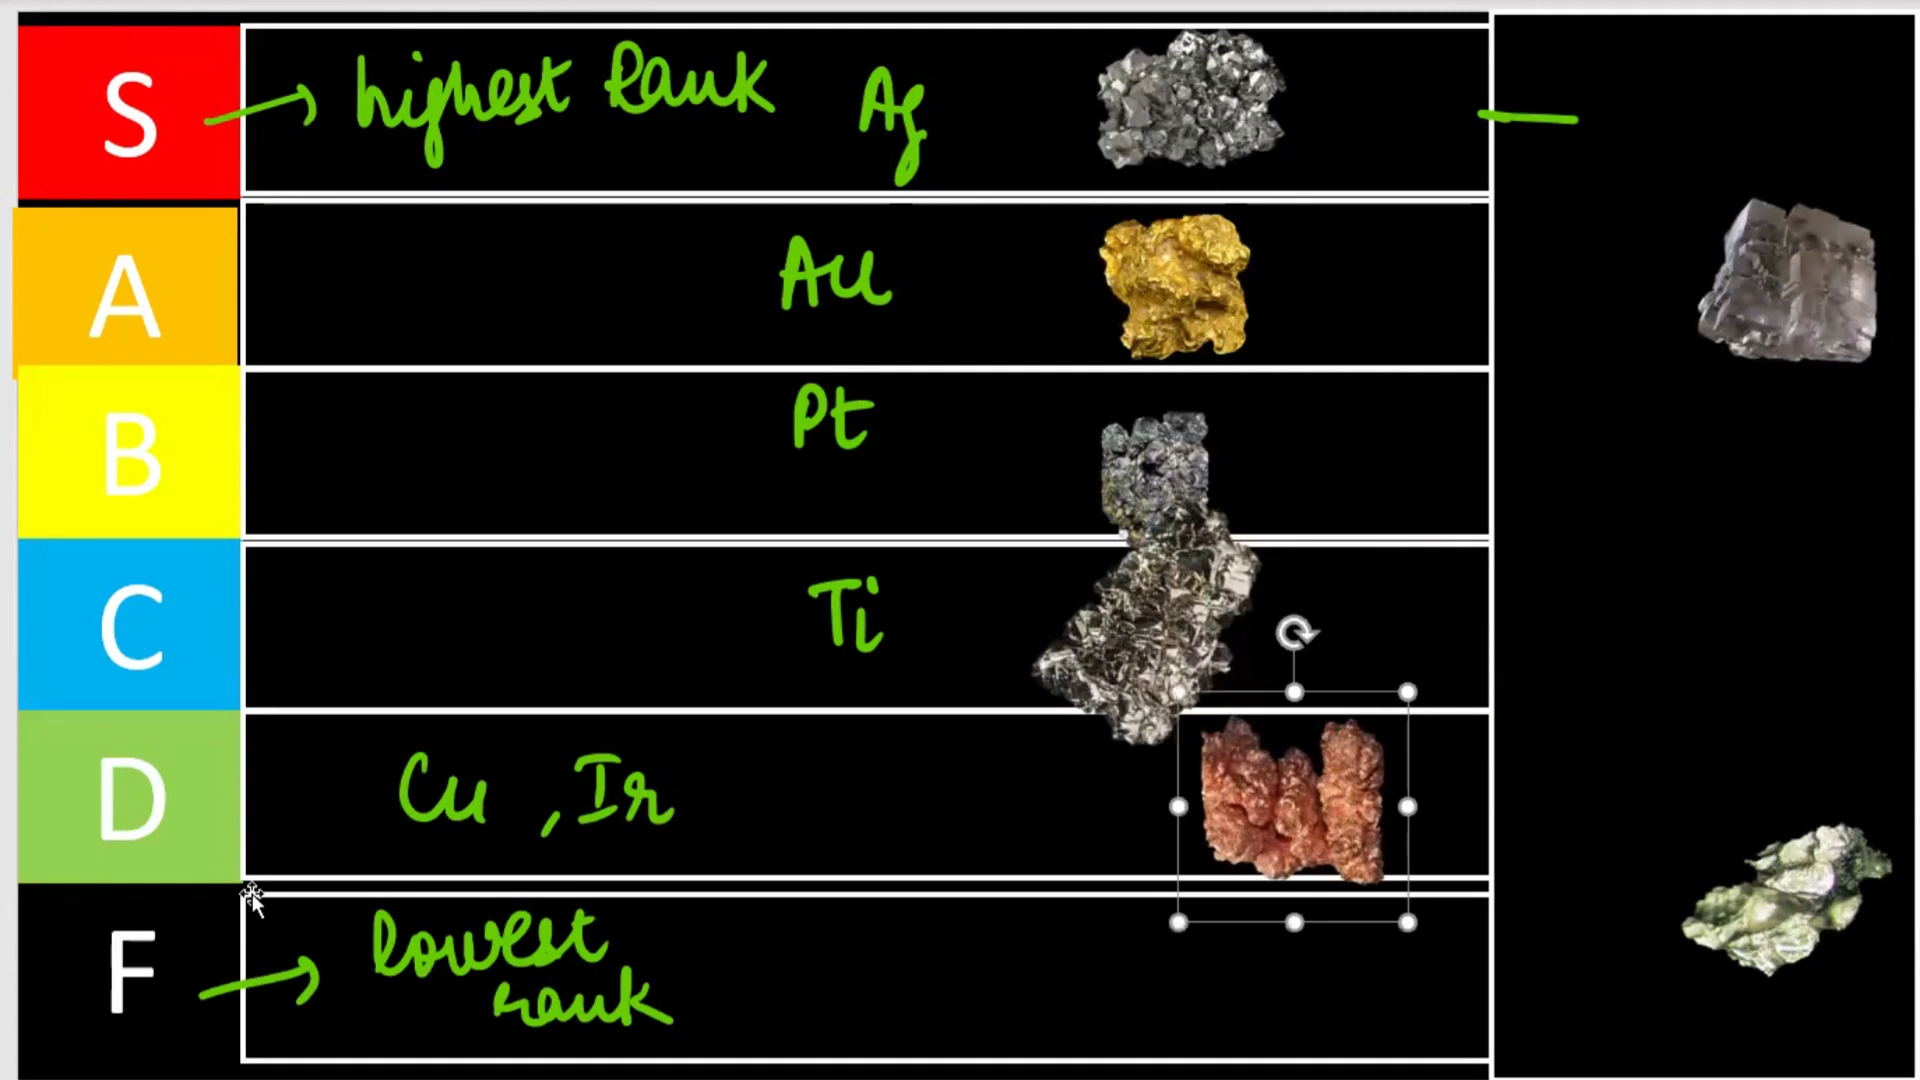 S highest Rank Ag
A Au
B Pt
C Ti
D Cu , Ir
F lowest
rank